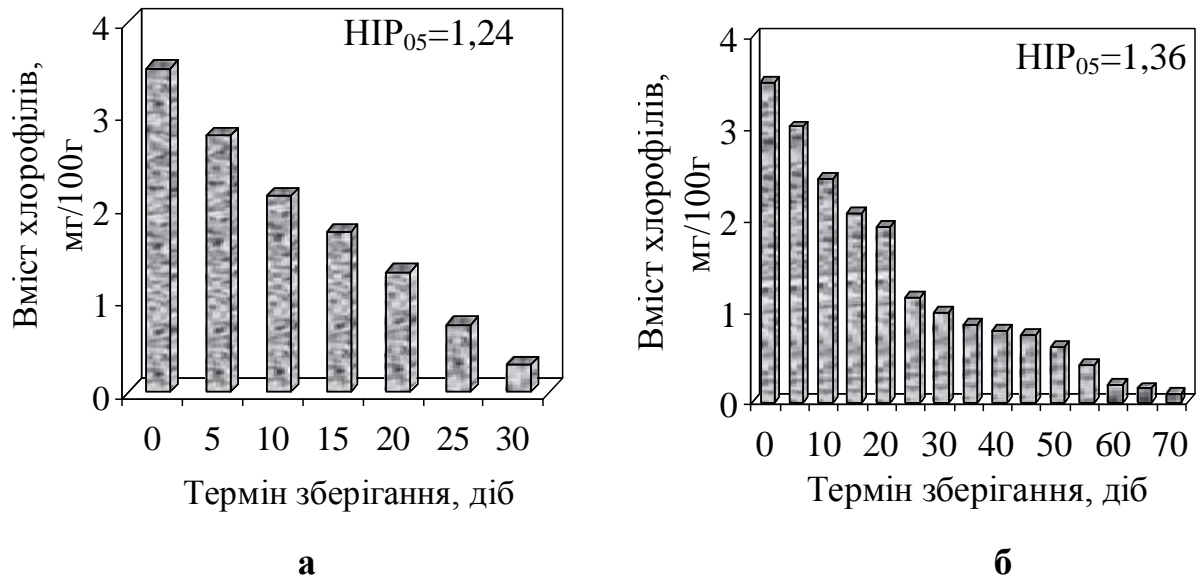 Вміст хлорофілів,
мг/100г
НІР05=1,24
4
3
2
1
0
0 5 10 15 20 25 30
Термін зберігання, діб
а
Вміст хлорофілів,
мг/100г
НІР05=1,36
4
3
2
1
0
0 10 20 30 40 50 60 70
Термін зберігання, діб
б